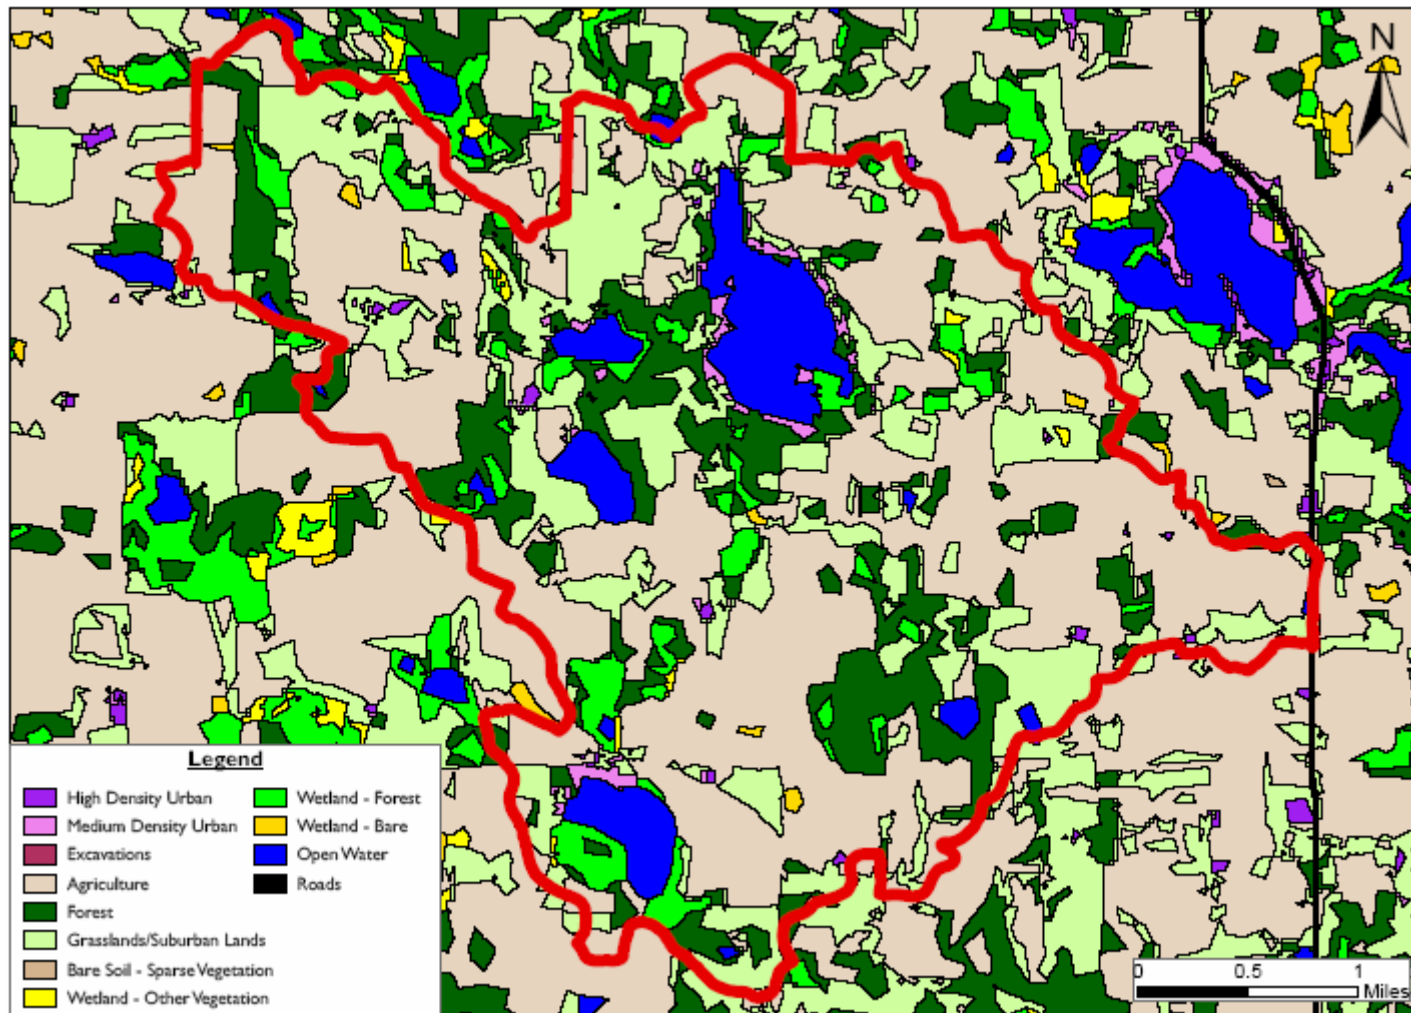 N
Legend
High Density Urban
Medium Density Urban
Excavations
Agriculture
Forest
Grasslands/Suburban Lands
Bare Soil - Sparse Vegetation
Wetland - Other Vegetation
Wetland - Forest
Wetland - Bare
Open Water
Roads
0 0.5 1
Miles